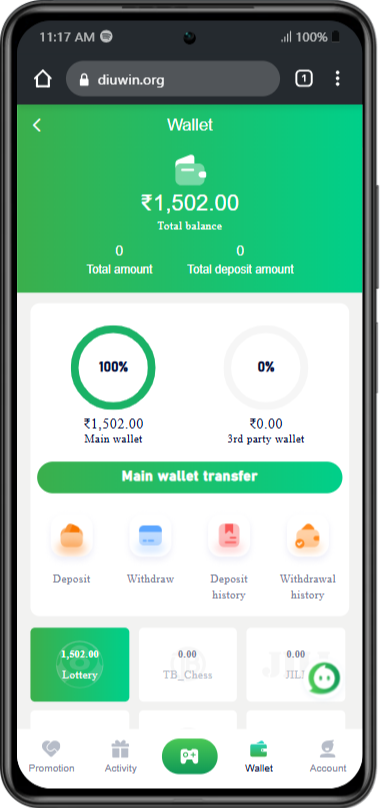 11:17 AM
100%
diuwin.org
1
Wallet
₹1,502.00
Total balance
0
0
Total amount
Total deposit amount
100%
0%
₹1,502.00
₹0.00
Main wallet
3rd party wallet
Main wallet transfer
Deposit
Withdraw
Deposit
history
Withdrawal
history
1,502.00
0.00
0.00
Lottery
TB_Chess
Promotion
Activity
Wallet
Account